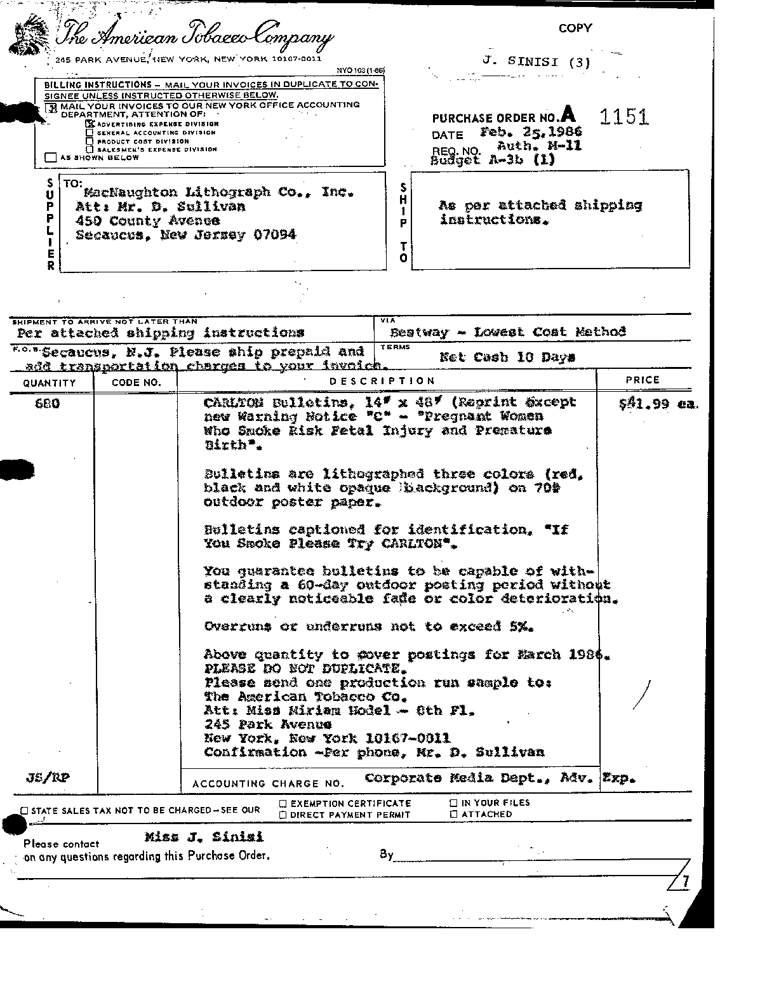 The American Tobacco Company
245 PARK AVENUE, NEW YORK, NEW YORK 10167-0011
COPY
J. SINISI (3)
NYO 103 (1-86)
BILLING INSTRUCTIONS – MAIL YOUR INVOICES IN DUPLICATE TO CON-
SIGNEE UNLESS INSTRUCTED OTHERWISE BELOW.
☒ MAIL YOUR INVOICES TO OUR NEW YORK OFFICE ACCOUNTING
DEPARTMENT, ATTENTION OF:
☒ ADVERTISING EXPENSE DIVISION
☐ GENERAL ACCOUNTING DIVISION
☐ PRODUCT COST DIVISION
☐ SALESMEN'S EXPENSE DIVISION
☐ AS SHOWN BELOW
PURCHASE ORDER NO. A 1151
DATE Feb. 25, 1986
REQ. NO. Auth. M-11
Budget A-3b (1)
SUPPLIER
TO:
MacNaughton Lithograph Co., Inc.
Att: Mr. D. Sullivan
450 County Avenue
Secaucus, New Jersey 07094
SHIP TO
As per attached shipping
instructions.
SHIPMENT TO ARRIVE NOT LATER THAN
Per attached shipping instructions
VIA
Bestway - Lowest Cost Method
F.O.B. Secaucus, N.J. Please ship prepaid and
add transportation charges to your invoice.
TERMS
Net Cash 10 Days
QUANTITY CODE NO. DESCRIPTION PRICE
680 CARLTON Bulletins, 14' x 48' (Reprint except $41.99 ea.
new Warning Notice "C" - "Pregnant Women
Who Smoke Risk Fetal Injury and Premature
Birth".
Bulletins are lithographed three colors (red,
black and white opaque background) on 70#
outdoor poster paper.
Bulletins captioned for identification, "If
You Smoke Please Try CARLTON".
You guarantee bulletins to be capable of with-
standing a 60-day outdoor posting period without
a clearly noticeable fade or color deterioration.
Overruns or underruns not to exceed 5%.
Above quantity to cover postings for March 1986.
PLEASE DO NOT DUPLICATE.
Please send one production run sample to:
The American Tobacco Co.
Att: Miss Miriam Hodel - 8th Fl.
245 Park Avenue
New York, New York 10167-0011
Confirmation -Per phone, Mr. D. Sullivan
JS/RP ACCOUNTING CHARGE NO. Corporate Media Dept., Adv. Exp.
☐ STATE SALES TAX NOT TO BE CHARGED – SEE OUR ☐ EXEMPTION CERTIFICATE ☐ IN YOUR FILES
☐ DIRECT PAYMENT PERMIT ☐ ATTACHED
Please contact Miss J. Sinisi
on any questions regarding this Purchase Order.
By
7